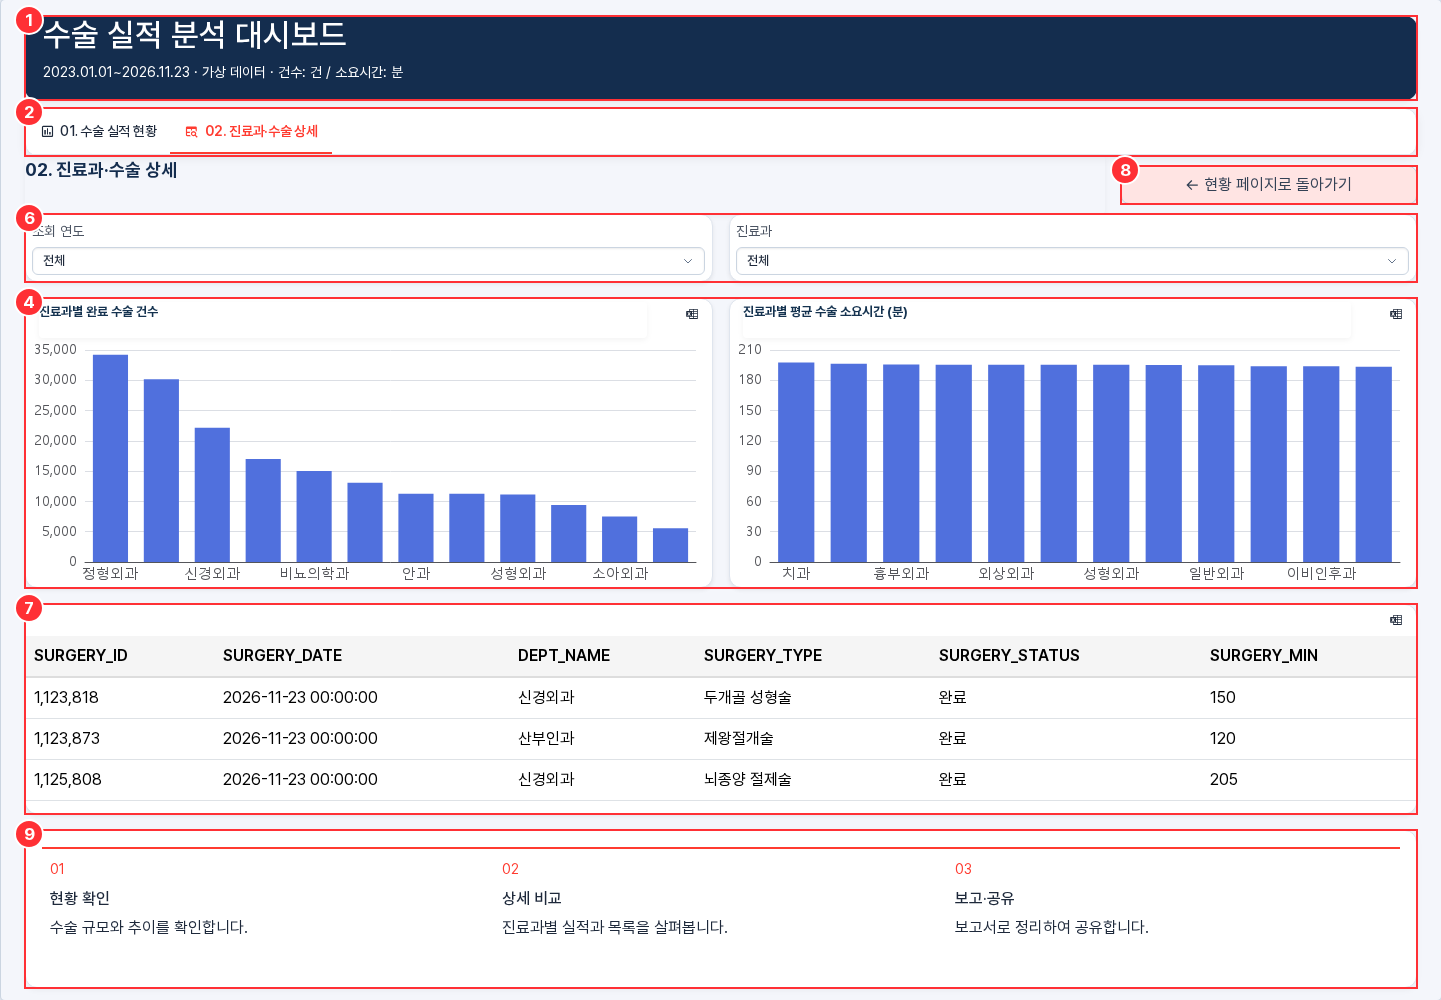 1
수술 실적 분석 대시보드
2023.01.01~2026.11.23 · 가상 데이터 · 건수: 건 / 소요시간: 분
2
01. 수술 실적 현황
02. 진료과·수술 상세
02. 진료과·수술 상세
8
← 현황 페이지로 돌아가기
6
조회 연도
전체
진료과
전체
4
진료과별 완료 수술 건수
35,000
30,000
25,000
20,000
15,000
10,000
5,000
0
정형외과 신경외과 비뇨의학과 안과 성형외과 소아외과
진료과별 평균 수술 소요시간 (분)
210
180
150
120
90
60
30
0
치과 흉부외과 외상외과 성형외과 일반외과 이비인후과
7
SURGERY_ID SURGERY_DATE DEPT_NAME SURGERY_TYPE SURGERY_STATUS SURGERY_MIN
1,123,818 2026-11-23 00:00:00 신경외과 두개골 성형술 완료 150
1,123,873 2026-11-23 00:00:00 산부인과 제왕절개술 완료 120
1,125,808 2026-11-23 00:00:00 신경외과 뇌종양 절제술 완료 205
9
01
현황 확인
수술 규모와 추이를 확인합니다.
02
상세 비교
진료과별 실적과 목록을 살펴봅니다.
03
보고·공유
보고서로 정리하여 공유합니다.